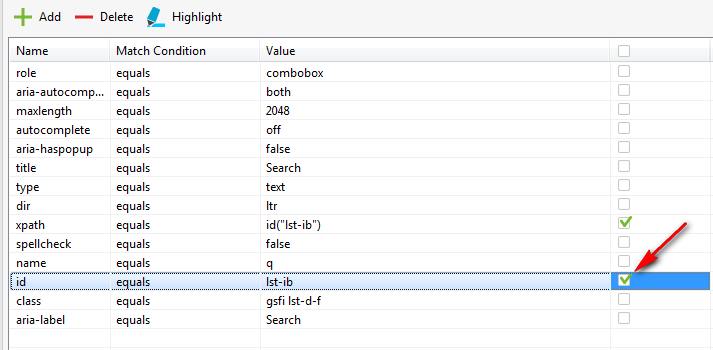 Add Delete Highlight
Name Match Condition Value
role equals combobox
aria-autocomp... equals both
maxlength equals 2048
autocomplete equals off
aria-haspopup equals false
title equals Search
type equals text
dir equals ltr
xpath equals id("lst-ib")
spellcheck equals false
name equals q
id equals lst-ib
class equals gsfi lst-d-f
aria-label equals Search